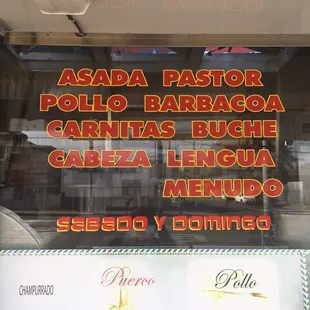 ASADA PASTOR
POLLO BARBACOA
CARNITAS BUCHE
CABEZA LENGUA
MENUDO
SABADO Y DOMINGO
CHAMPURRADO Puerco Pollo